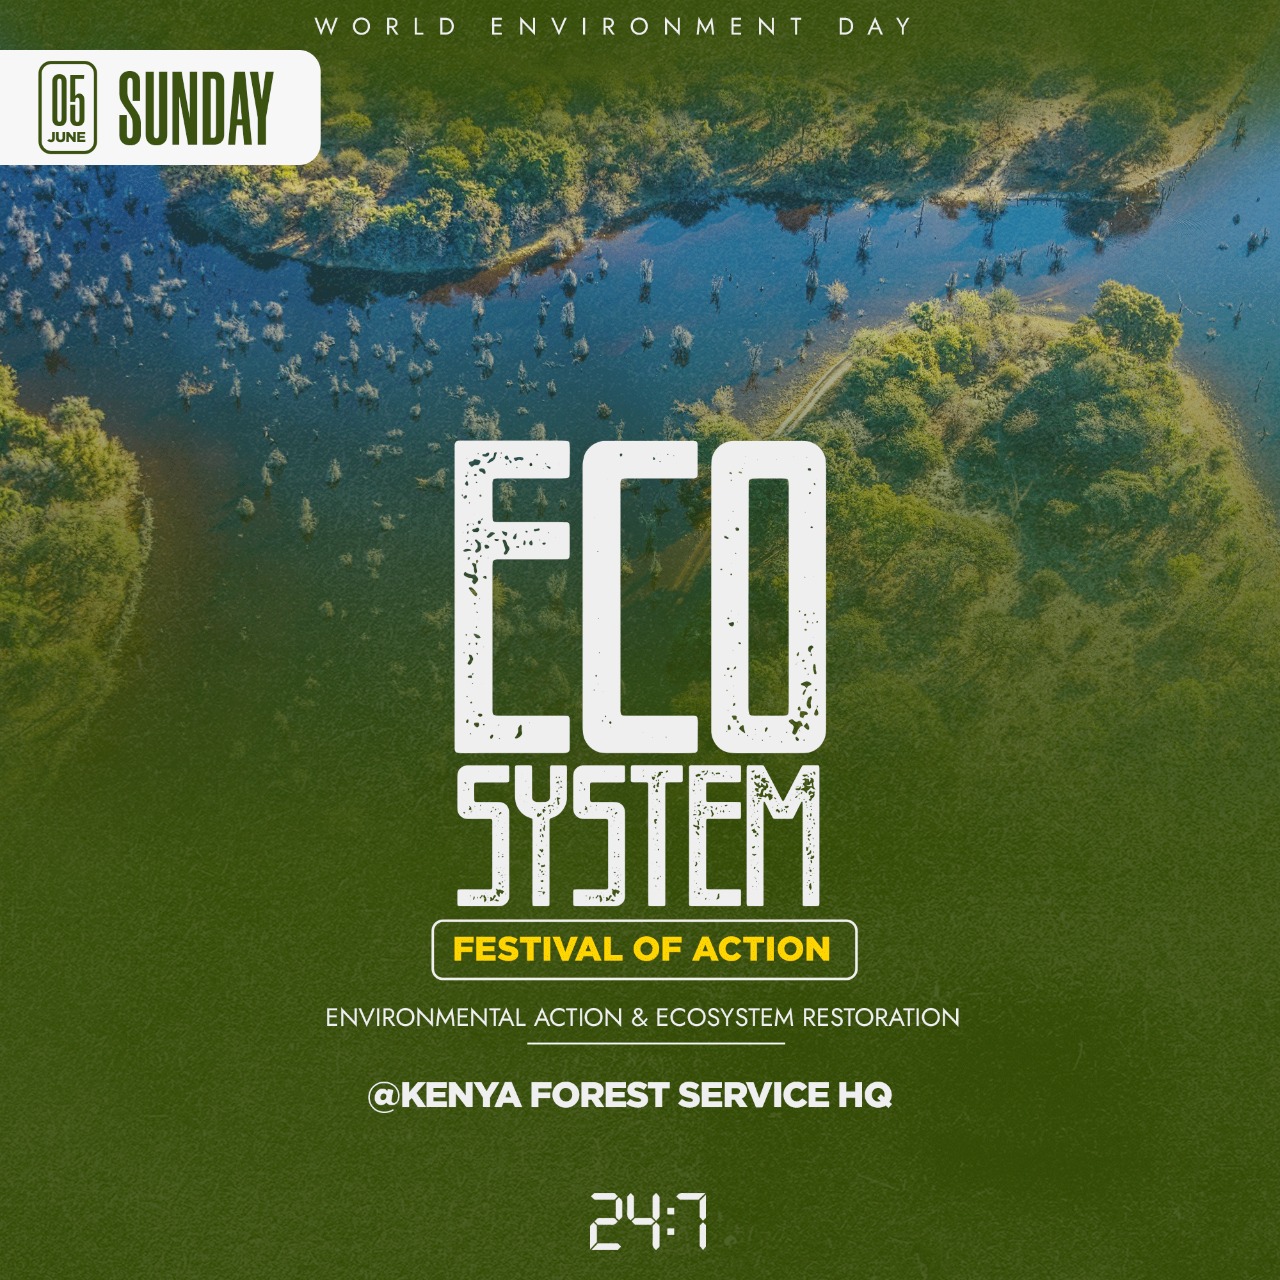 WORLD ENVIRONMENT DAY
05
JUNE
SUNDAY
ECO
SYSTEM
FESTIVAL OF ACTION
ENVIRONMENTAL ACTION & ECOSYSTEM RESTORATION
@KENYA FOREST SERVICE HQ
24:7